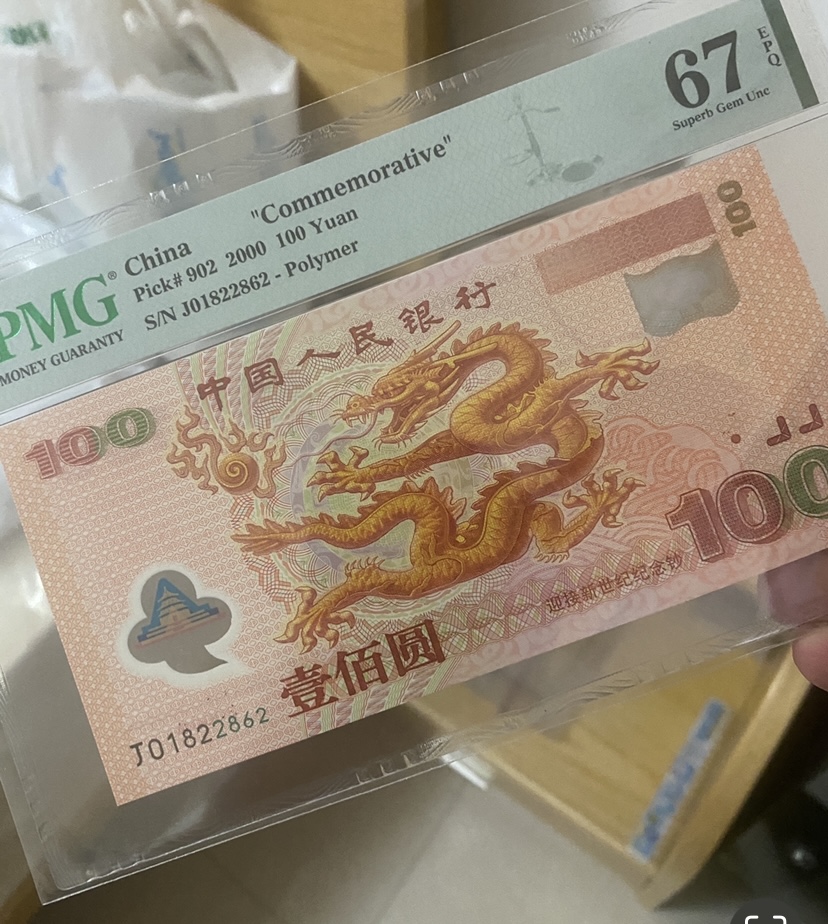 67
EPQ
Superb Gem Unc
"Commemorative"
China
Pick# 902 2000 100 Yuan
S/N J01822862 - Polymer
PMG®
MONEY GUARANTY
中国人民银行
100
100
100
迎接新世纪纪念钞
壹佰圆
J01822862